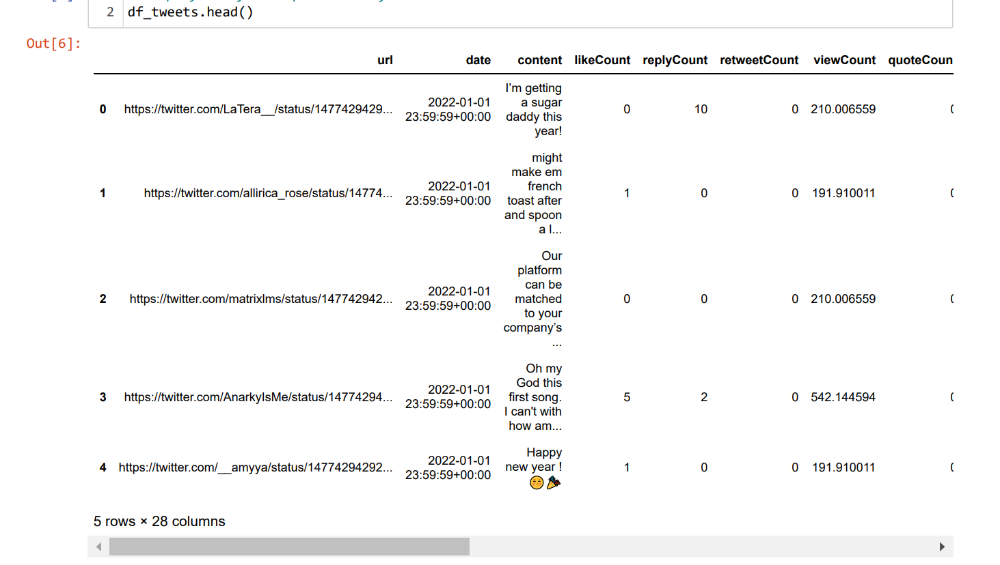 2 df_tweets.head()
Out[6]:
url date content likeCount replyCount retweetCount viewCount quoteCoun
0 https://twitter.com/LaTera__/status/1477429429... 2022-01-01 23:59:59+00:00 I’m getting a sugar daddy this year! 0 10 0 210.006559
1 https://twitter.com/allirica_rose/status/14774... 2022-01-01 23:59:59+00:00 might make em french toast after and spoon a l... 1 0 0 191.910011
2 https://twitter.com/matrixlms/status/147742942... 2022-01-01 23:59:59+00:00 Our platform can be matched to your company’s ... 0 0 0 210.006559
3 https://twitter.com/AnarkyIsMe/status/14774294... 2022-01-01 23:59:59+00:00 Oh my God this first song. I can't with how am... 5 2 0 542.144594
4 https://twitter.com/__amyya/status/14774294292... 2022-01-01 23:59:59+00:00 Happy new year ! 😚🎉 1 0 0 191.910011
5 rows × 28 columns